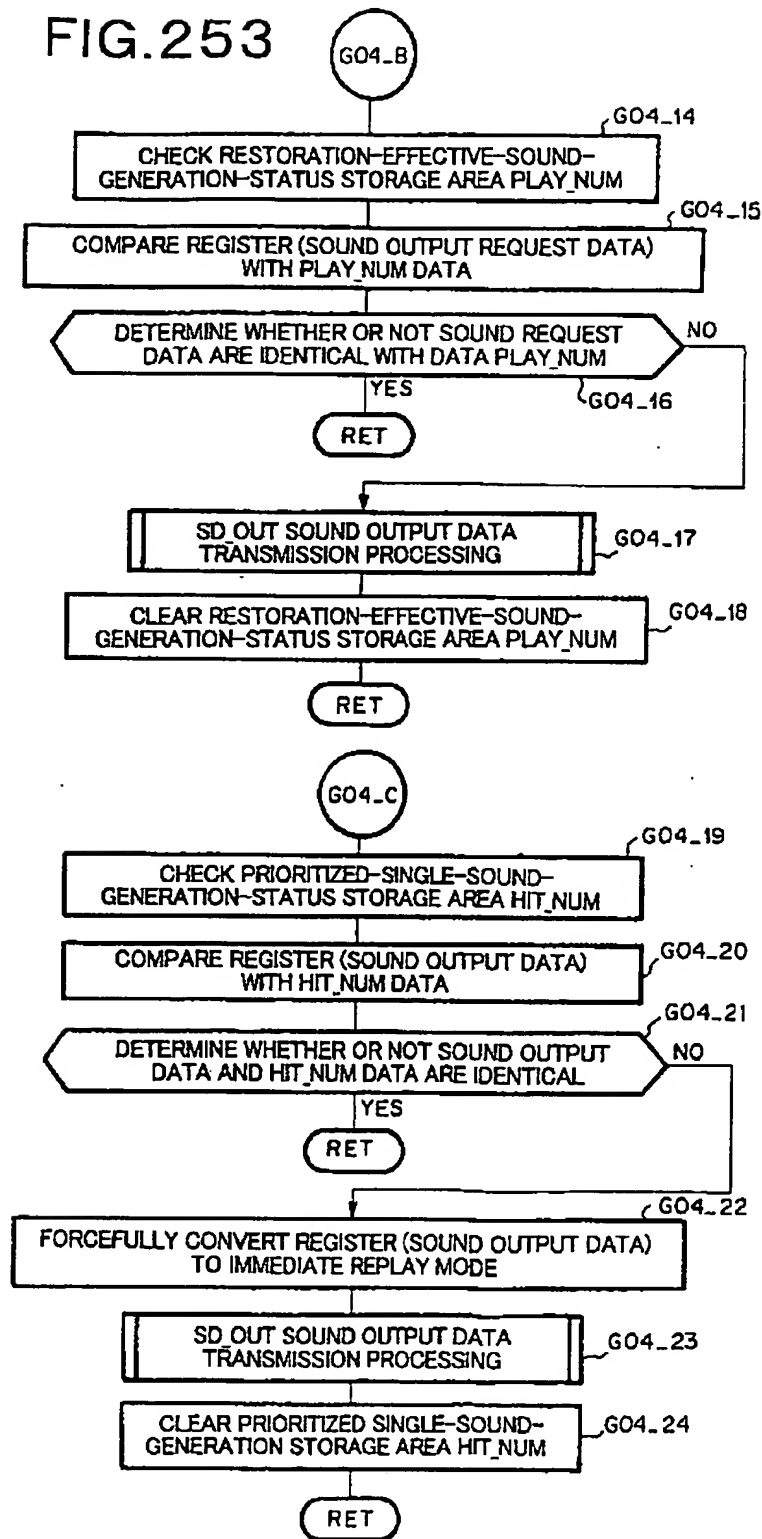 FIG.253
G04_B
G04_14
CHECK RESTORATION-EFFECTIVE-SOUND-
GENERATION-STATUS STORAGE AREA PLAY_NUM
G04_15
COMPARE REGISTER (SOUND OUTPUT REQUEST DATA)
WITH PLAY_NUM DATA
DETERMINE WHETHER OR NOT SOUND REQUEST
DATA ARE IDENTICAL WITH DATA PLAY_NUM
NO
YES
G04_16
RET
SD_OUT SOUND OUTPUT DATA
TRANSMISSION PROCESSING
G04_17
CLEAR RESTORATION-EFFECTIVE-SOUND-
GENERATION-STATUS STORAGE AREA PLAY_NUM
G04_18
RET
G04_C
G04_19
CHECK PRIORITIZED-SINGLE-SOUND-
GENERATION-STATUS STORAGE AREA HIT_NUM
COMPARE REGISTER (SOUND OUTPUT DATA)
WITH HIT_NUM DATA
G04_20
G04_21
DETERMINE WHETHER OR NOT SOUND OUTPUT
DATA AND HIT_NUM DATA ARE IDENTICAL
NO
YES
RET
G04_22
FORCEFULLY CONVERT REGISTER (SOUND OUTPUT DATA)
TO IMMEDIATE REPLAY MODE
SD_OUT SOUND OUTPUT DATA
TRANSMISSION PROCESSING
G04_23
CLEAR PRIORITIZED SINGLE-SOUND-
GENERATION STORAGE AREA HIT_NUM
G04_24
RET